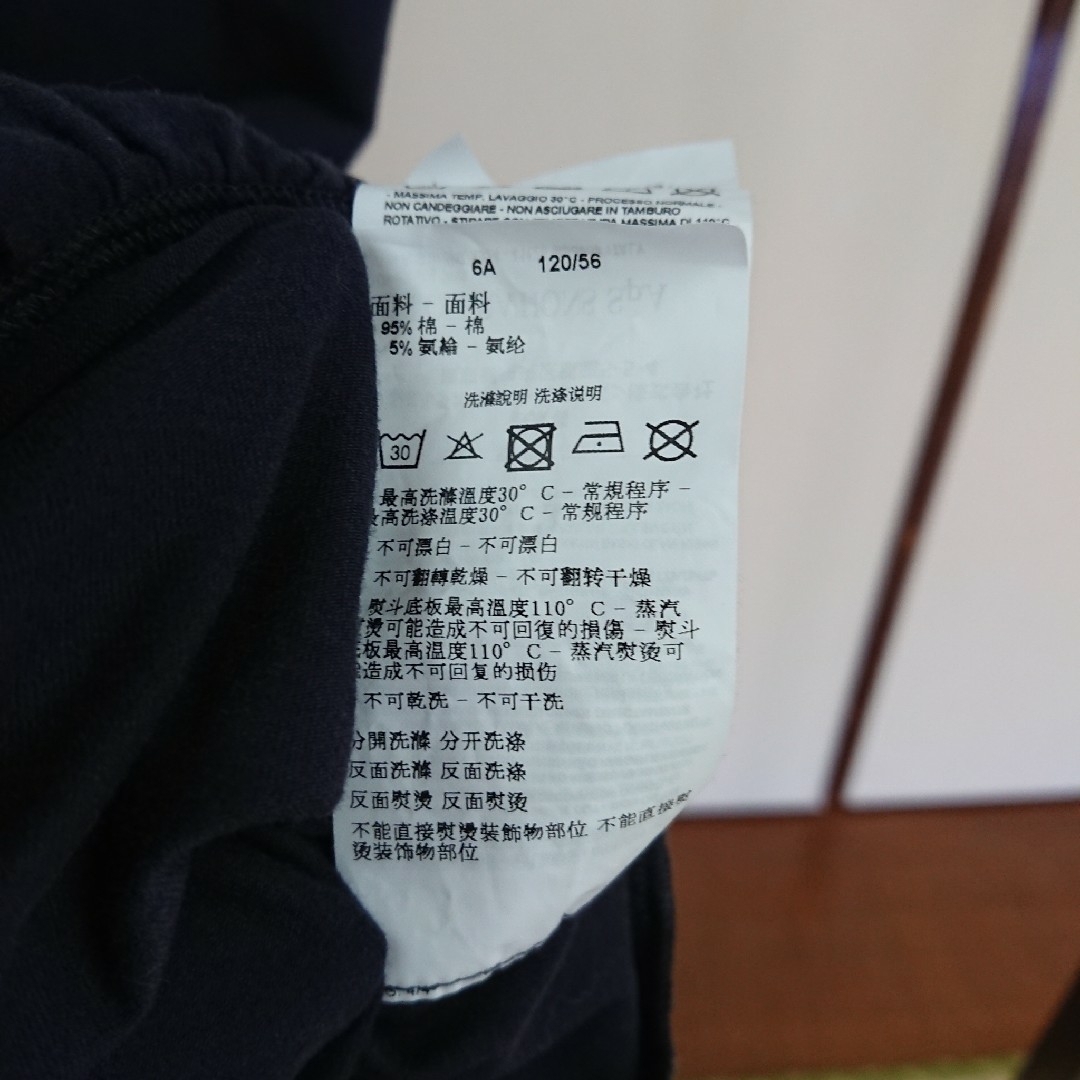 - MASSIMA TEMP. LAVAGGIO 30°C - PROCESSO NORMALE -
NON CANDEGGIARE - NON ASCIUGARE IN TAMBURO
ROTATIVO - STIRARE CON MASSIMA DI 110°C
6A 120/56
面料 - 面料
95% 棉 - 棉
5% 氨綸 - 氨纶
洗滌說明 洗涤说明
30
最高洗滌溫度30° C - 常規程序 -
最高洗涤温度30° C - 常规程序
不可漂白 - 不可漂白
不可翻轉乾燥 - 不可翻转干燥
熨斗底板最高溫度110° C - 蒸汽
熨燙可能造成不可回復的損傷 - 熨斗
底板最高温度110° C - 蒸汽熨烫可
能造成不可回复的损伤
不可乾洗 - 不可干洗
分開洗滌 分开洗涤
反面洗滌 反面洗涤
反面熨燙 反面熨烫
不能直接熨燙裝飾物部位 不能直接熨
烫装饰物部位